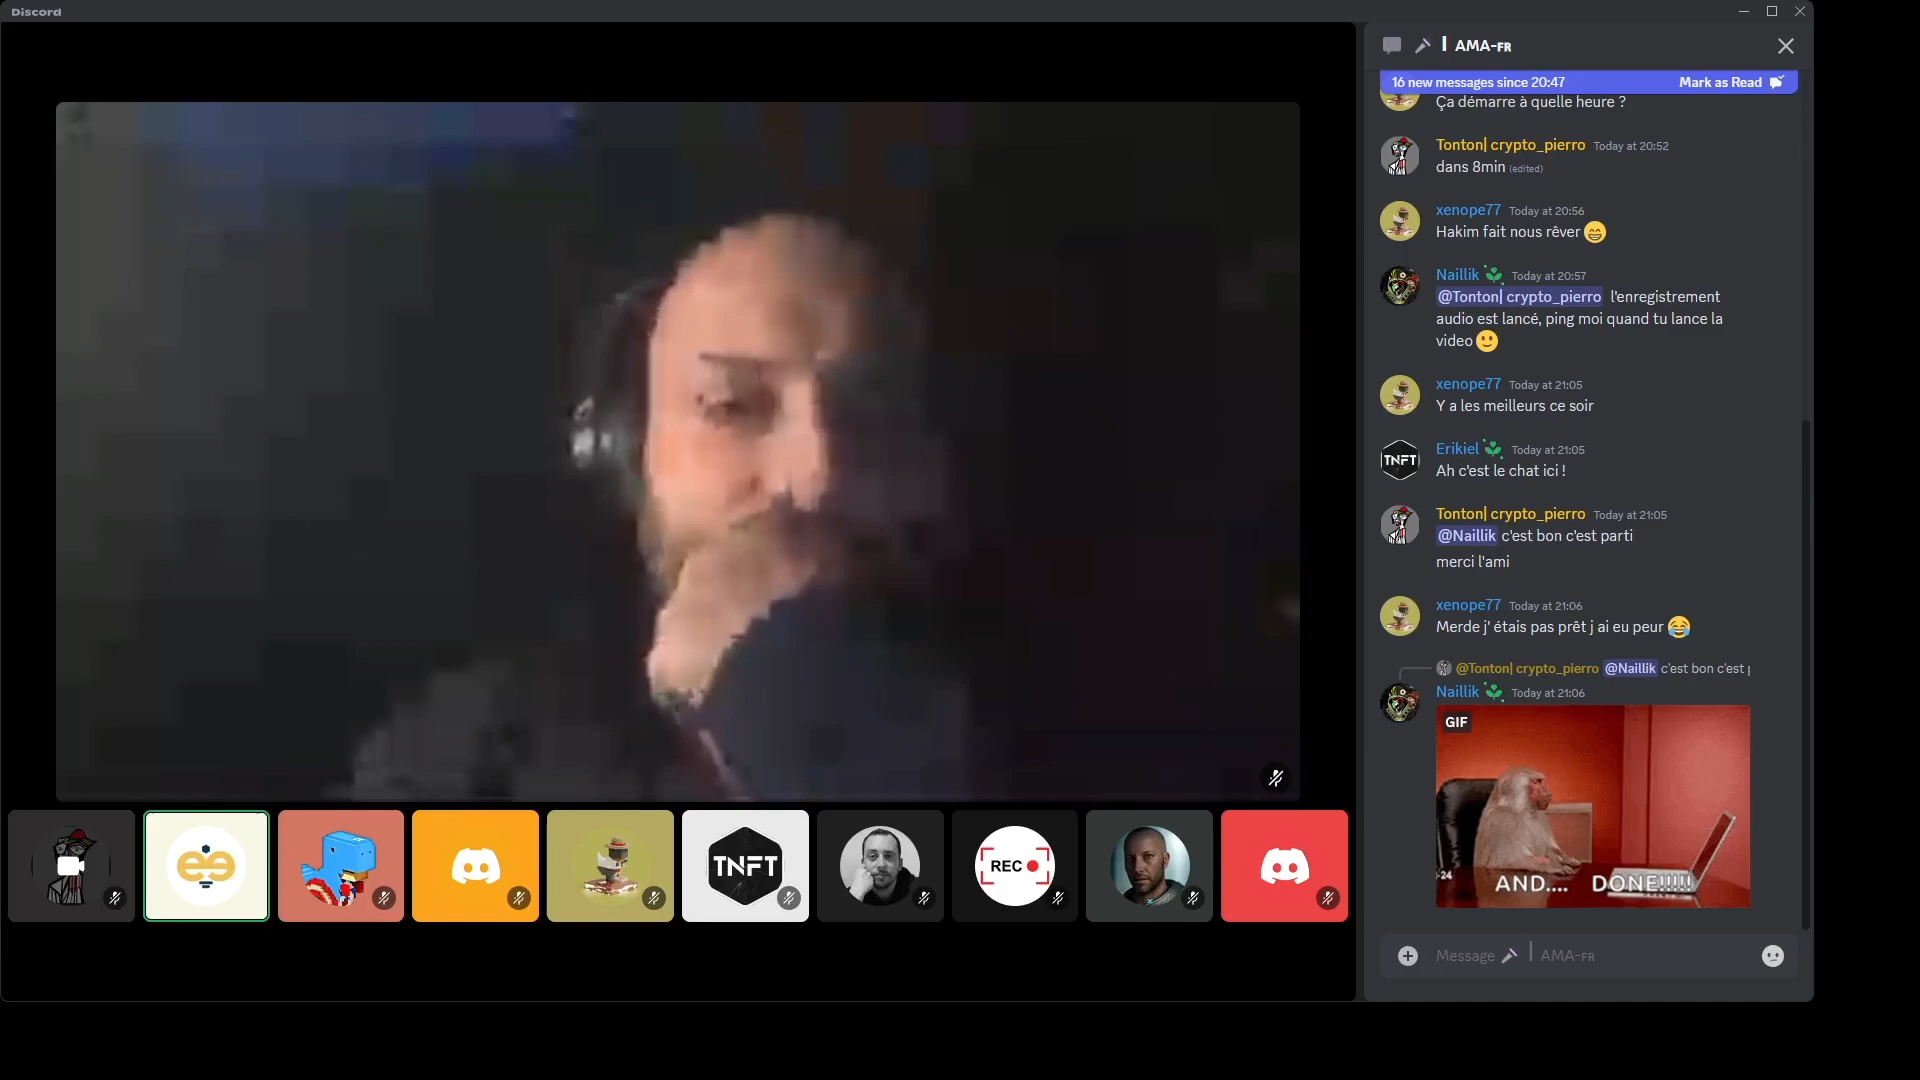 Discord
AMA-FR
16 new messages since 20:47
Mark as Read
Ça démarre à quelle heure ?
Tonton| crypto_pierro Today at 20:52
dans 8min (edited)
xenope77 Today at 20:56
Hakim fait nous rêver 😄
Naillik Today at 20:57
@Tonton| crypto_pierro l'enregistrement
audio est lancé, ping moi quand tu lance la
video 🙂
xenope77 Today at 21:05
Y a les meilleurs ce soir
TNFT
Erikiel Today at 21:05
Ah c'est le chat ici !
Tonton| crypto_pierro Today at 21:05
@Naillik c'est bon c'est parti
merci l'ami
xenope77 Today at 21:06
Merde j' étais pas prêt j ai eu peur 😂
@Tonton| crypto_pierro @Naillik c'est bon c'est p
Naillik Today at 21:06
GIF
-24
AND.... DONE!!!!!
TNFT
REC
Message AMA-FR